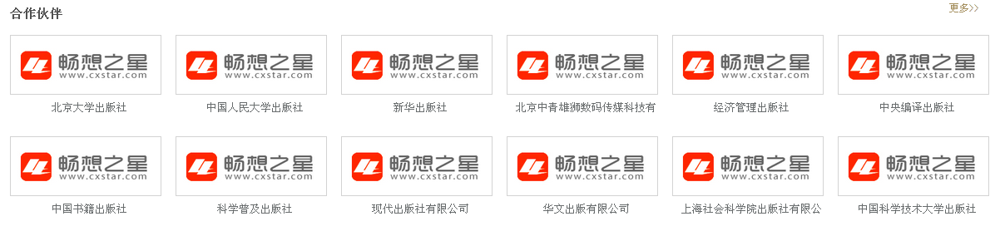 合作伙伴
更多>>
畅想之星 畅想之星 畅想之星 畅想之星 畅想之星 畅想之星
www.cxstar.com www.cxstar.com www.cxstar.com www.cxstar.com www.cxstar.com www.cxstar.com
北京大学出版社 中国人民大学出版社 新华出版社 北京中青雄狮数码传媒科技有 经济管理出版社 中央编译出版社
畅想之星 畅想之星 畅想之星 畅想之星 畅想之星 畅想之星
www.cxstar.com www.cxstar.com www.cxstar.com www.cxstar.com www.cxstar.com www.cxstar.com
中国书籍出版社 科学普及出版社 现代出版社有限公司 华文出版有限公司 上海社会科学院出版社有限公 中国科学技术大学出版社